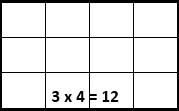 3 x 4 = 12